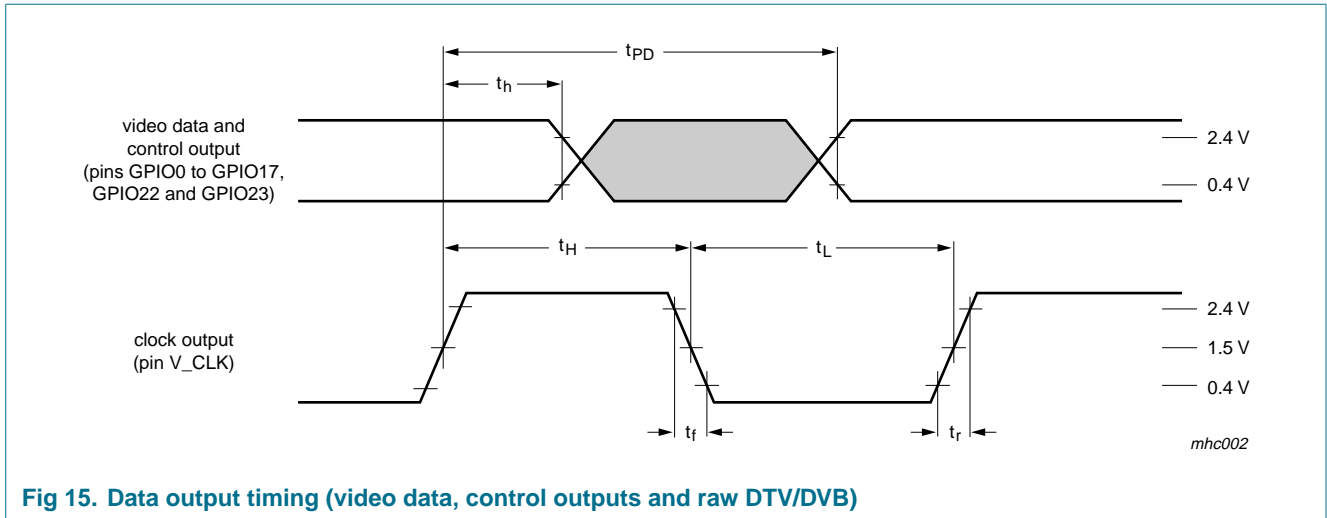 tPD
th
video data and
control output
(pins GPIO0 to GPIO17,
GPIO22 and GPIO23)
2.4 V
0.4 V
tH
tL
clock output
(pin V_CLK)
2.4 V
1.5 V
0.4 V
tf
tr
mhc002
Fig 15. Data output timing (video data, control outputs and raw DTV/DVB)